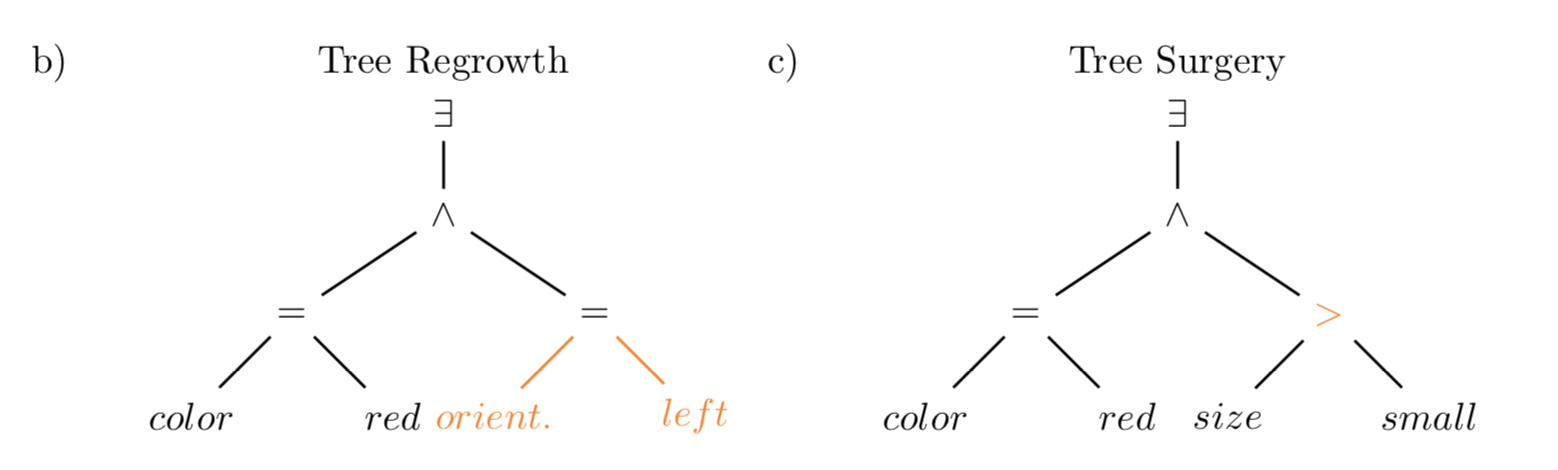 b) Tree Regrowth
∃
∧
= =
color red orient. left
c) Tree Surgery
∃
∧
= >
color red size small